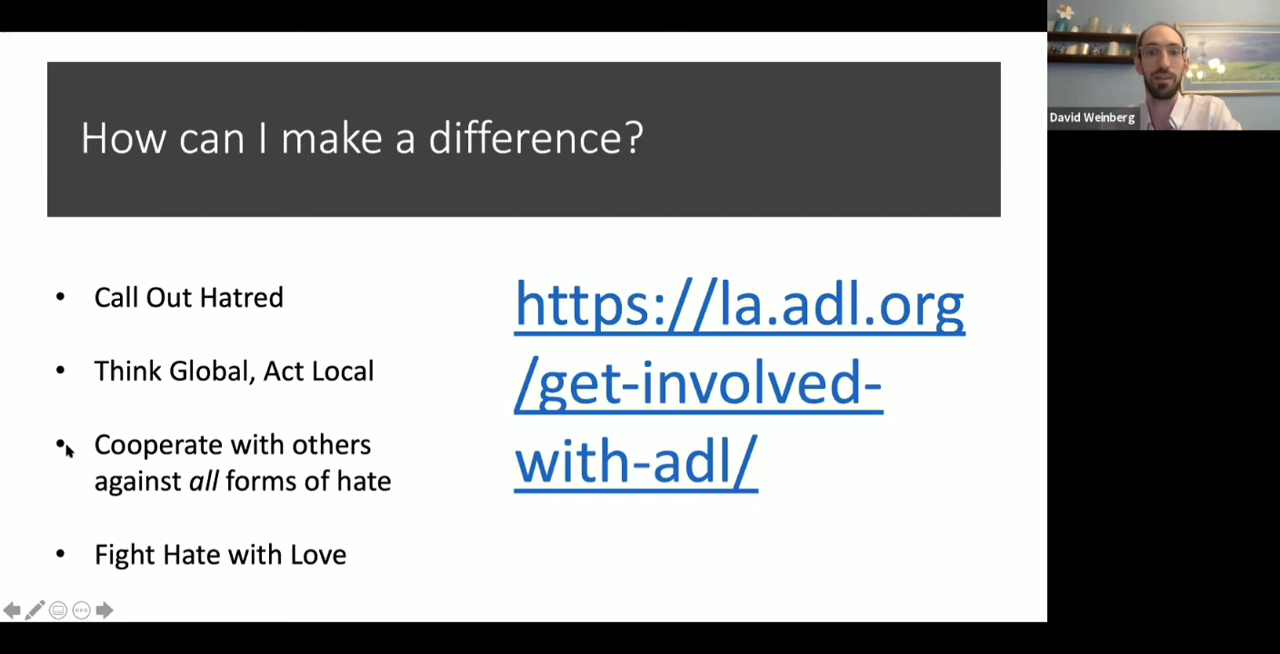 How can I make a difference?
• Call Out Hatred
• Think Global, Act Local
• Cooperate with others
against all forms of hate
• Fight Hate with Love
https://la.adl.org
/get-involved-
with-adl/
David Weinberg